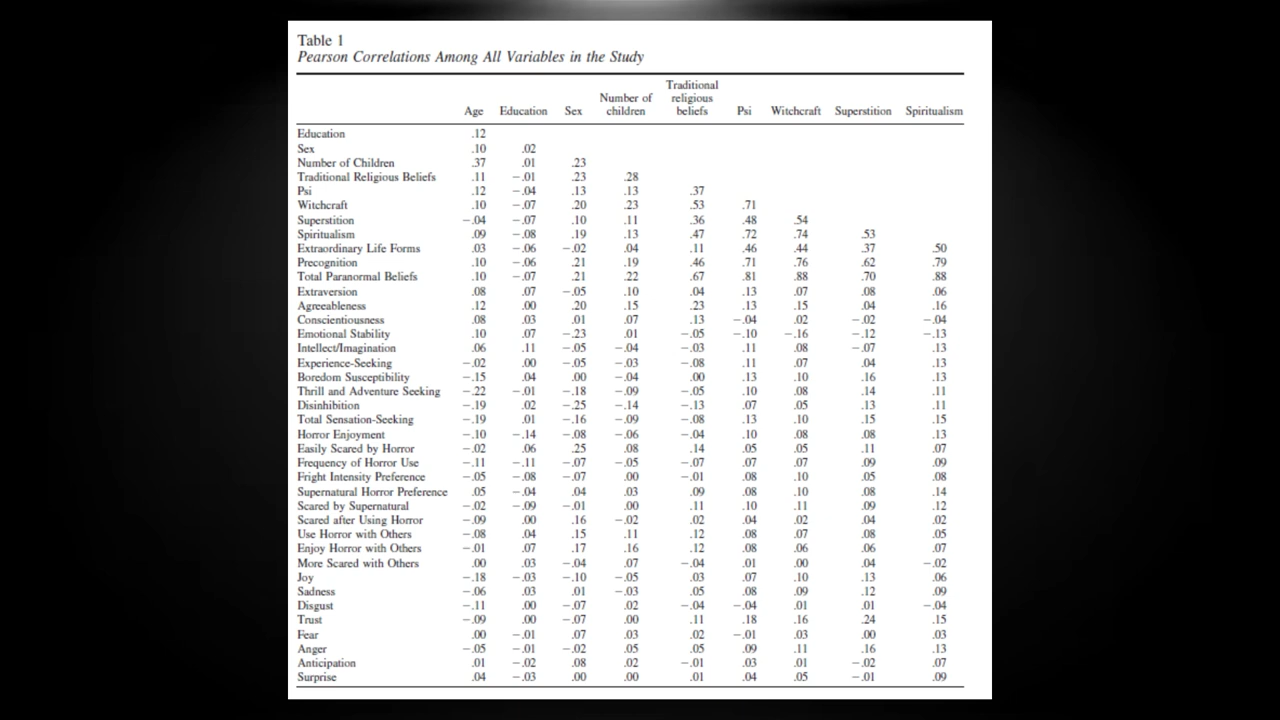 Table 1
Pearson Correlations Among All Variables in the Study
Traditional
Number of religious
Age Education Sex children beliefs Psi Witchcraft Superstition Spiritualism
Education .12
Sex .10 .02
Number of Children .37 .01 .23
Traditional Religious Beliefs .11 −.01 .23 .28
Psi .12 −.04 .13 .13 .37
Witchcraft .10 −.07 .20 .23 .53 .71
Superstition −.04 −.07 .10 .11 .36 .48 .54
Spiritualism .09 −.08 .19 .13 .47 .72 .74 .53
Extraordinary Life Forms .03 −.06 −.02 .04 .11 .46 .44 .37 .50
Precognition .10 −.06 .21 .19 .46 .71 .76 .62 .79
Total Paranormal Beliefs .10 −.07 .21 .22 .67 .81 .88 .70 .88
Extraversion .08 .07 −.05 .10 .04 .13 .07 .08 .06
Agreeableness .12 .00 .20 .15 .23 .13 .15 .04 .16
Conscientiousness .08 .03 .01 .07 .13 −.04 .02 −.02 −.04
Emotional Stability .10 .07 −.23 .01 −.05 −.10 −.16 −.12 −.13
Intellect/Imagination .06 .11 −.05 −.04 −.03 .11 .08 −.07 .13
Experience-Seeking −.02 .00 −.05 −.03 −.08 .11 .07 .04 .13
Boredom Susceptibility −.15 .04 .00 −.04 .00 .13 .10 .16 .13
Thrill and Adventure Seeking −.22 −.01 −.18 −.09 −.05 .10 .08 .14 .11
Disinhibition −.19 .02 −.25 −.14 −.13 .07 .05 .13 .11
Total Sensation-Seeking −.19 .01 −.16 −.09 −.08 .13 .10 .15 .15
Horror Enjoyment −.10 −.14 −.08 −.06 −.04 .10 .08 .08 .13
Easily Scared by Horror −.02 .06 .25 .08 .14 .05 .05 .11 .07
Frequency of Horror Use −.11 −.11 −.07 −.05 −.07 .07 .07 .09 .09
Fright Intensity Preference −.05 −.08 −.07 .00 −.01 .08 .10 .05 .08
Supernatural Horror Preference .05 −.04 .04 .03 .09 .08 .10 .08 .14
Scared by Supernatural −.02 −.09 −.01 .00 .11 .10 .11 .09 .12
Scared after Using Horror −.09 .00 .16 −.02 .02 .04 .02 .04 .02
Use Horror with Others −.08 .04 .15 .11 .12 .08 .07 .08 .05
Enjoy Horror with Others −.01 .07 .17 .16 .12 .08 .06 .06 .07
More Scared with Others .00 .03 −.04 .07 −.04 .01 .00 .04 −.02
Joy −.18 −.03 −.10 −.05 .03 .07 .10 .13 .06
Sadness −.06 .03 .01 −.03 .05 .08 .09 .12 .09
Disgust −.11 .00 −.07 .02 −.04 −.04 .01 .01 −.04
Trust −.09 .00 −.07 .00 .11 .18 .16 .24 .15
Fear .00 −.01 .07 .03 .02 −.01 .03 .00 .03
Anger −.05 −.01 −.02 .05 .05 .09 .11 .16 .13
Anticipation .01 −.02 .08 .02 −.01 .03 .01 −.02 .07
Surprise .04 −.03 .00 .00 .01 .04 .05 −.01 .09